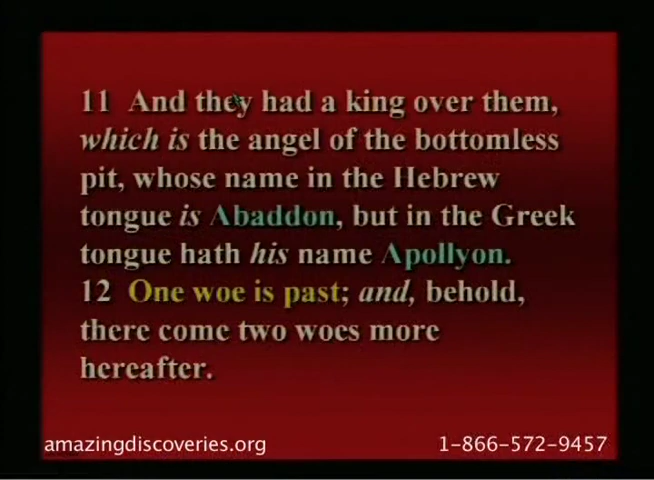 11 And they had a king over them,
which is the angel of the bottomless
pit, whose name in the Hebrew
tongue is Abaddon, but in the Greek
tongue hath his name Apollyon.
12 One woe is past; and, behold,
there come two woes more
hereafter.
amazingdiscoveries.org 1-866-572-9457